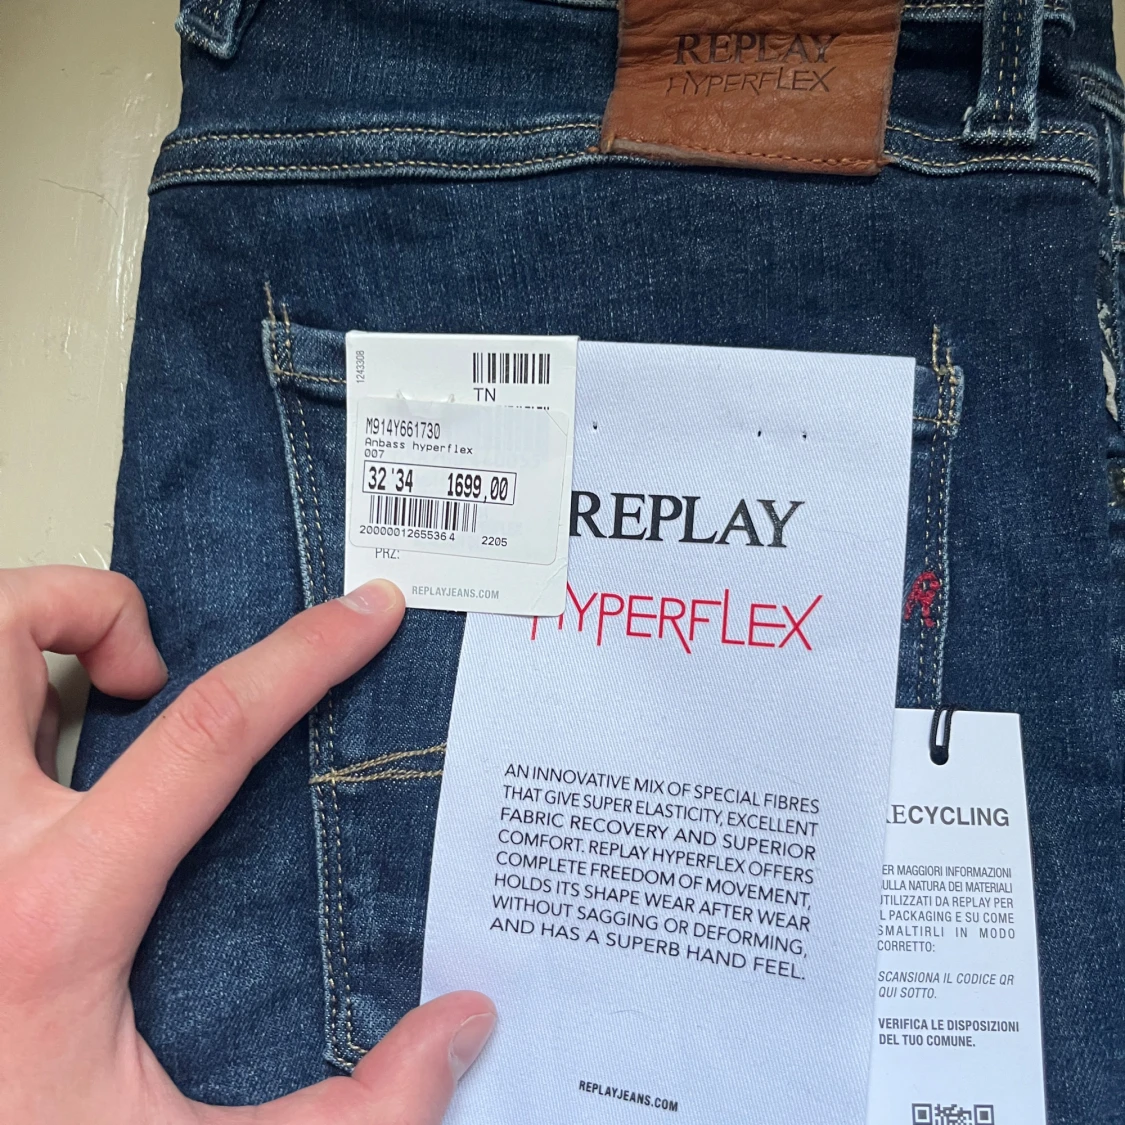 REPLAY
HYPERFLEX
1243308
TN
M914Y661730
Anbass hyperflex
007
32'34 1699,00
2000001265536 4 2205
PRZ:
REPLAYJEANS.COM
REPLAY
HYPERFLEX
AN INNOVATIVE MIX OF SPECIAL FIBRES
THAT GIVE SUPER ELASTICITY, EXCELLENT
FABRIC RECOVERY AND SUPERIOR
COMFORT. REPLAY HYPERFLEX OFFERS
COMPLETE FREEDOM OF MOVEMENT,
HOLDS ITS SHAPE WEAR AFTER WEAR
WITHOUT SAGGING OR DEFORMING,
AND HAS A SUPERB HAND FEEL.
REPLAYJEANS.COM
R
RECYCLING
ER MAGGIORI INFORMAZIONI
ULLA NATURA DEI MATERIALI
UTILIZZATI DA REPLAY PER
L PACKAGING E SU COME
SMALTIRLI IN MODO
CORRETTO:
SCANSIONA IL CODICE QR
QUI SOTTO.
VERIFICA LE DISPOSIZIONI
DEL TUO COMUNE.